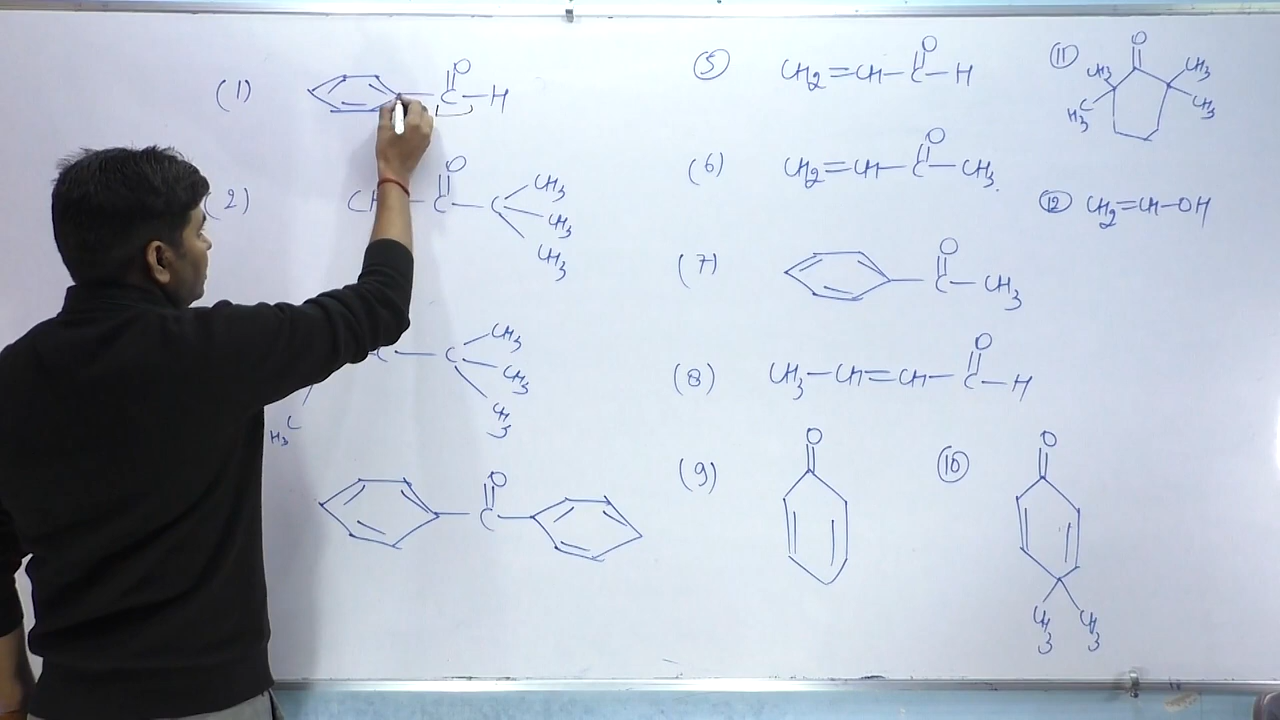 (1) O C-H
(2) O C C CH3 CH3 CH3
C C CH3 CH3 CH3 H3C
O C
(5) CH2=CH-C-H O
(6) CH2=CH-C-CH3 O
(7) O C-CH3
(8) CH3-CH=CH-C-H O
(9) O
(10) O CH3 CH3
(11) O CH3 H3C CH3 CH3
(12) CH2=CH-OH